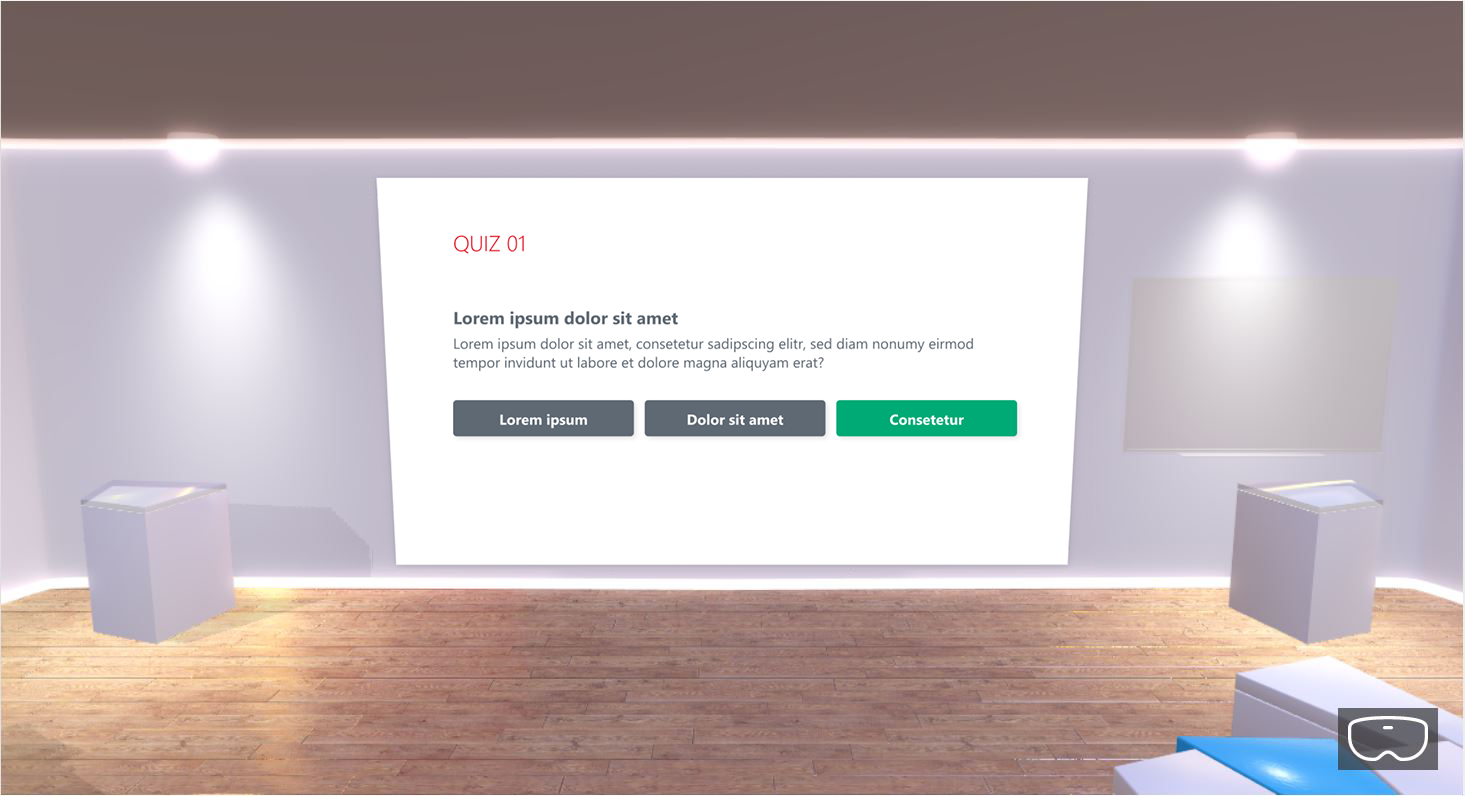 QUIZ 01
Lorem ipsum dolor sit amet
Lorem ipsum dolor sit amet, consetetur sadipscing elitr, sed diam nonumy eirmod
tempor invidunt ut labore et dolore magna aliquyam erat?
Lorem ipsum
Dolor sit amet
Consetetur